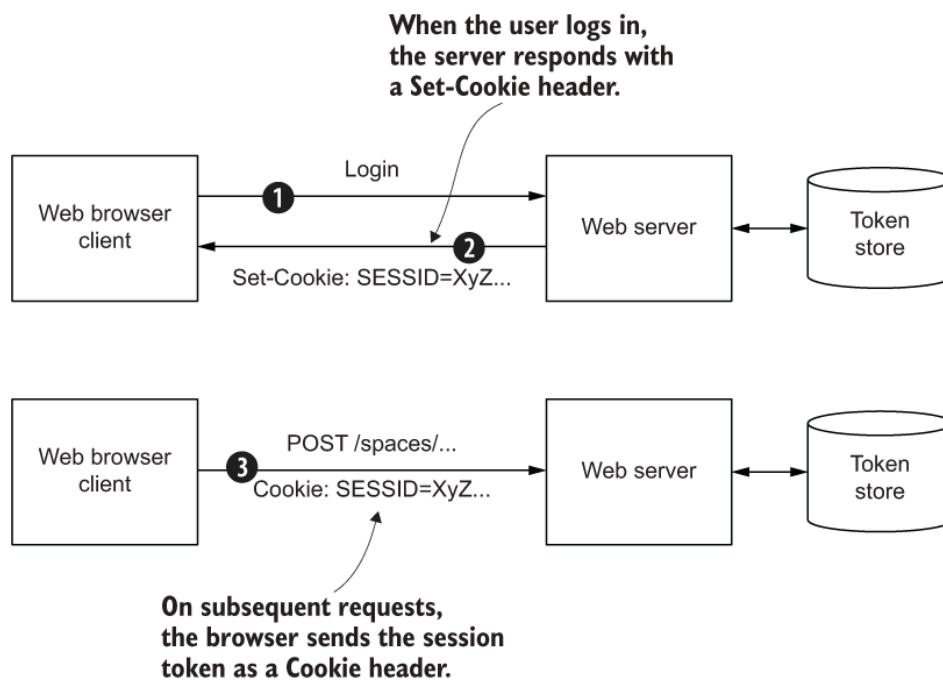 When the user logs in,
the server responds with
a Set-Cookie header.
Login
1
Web browser
client
Web server
Token
store
2
Set-Cookie: SESSID=XyZ...
POST /spaces/...
Web browser
client
3
Web server
Token
store
Cookie: SESSID=XyZ...
On subsequent requests,
the browser sends the session
token as a Cookie header.